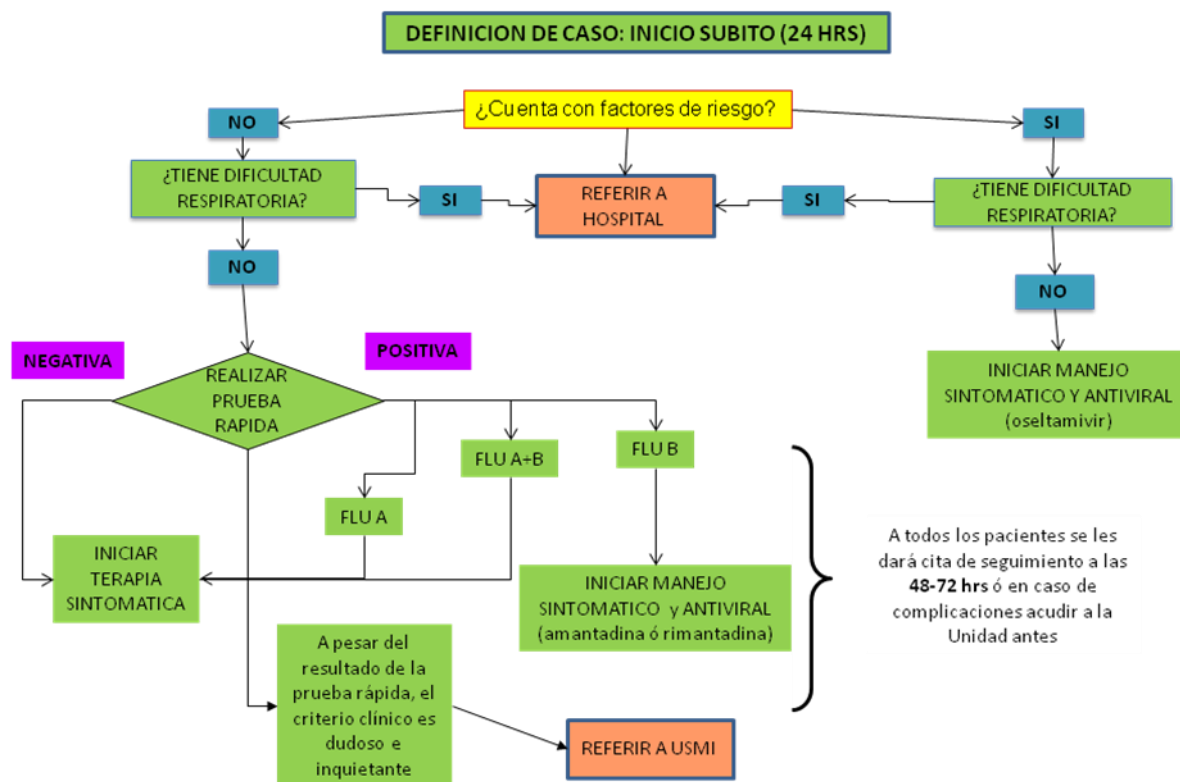 DEFINICION DE CASO: INICIO SUBITO (24 HRS)
¿Cuenta con factores de riesgo?
NO
SI
¿TIENE DIFICULTAD
RESPIRATORIA?
SI
REFERIR A
HOSPITAL
SI
¿TIENE DIFICULTAD
RESPIRATORIA?
NO
NO
NEGATIVA
POSITIVA
REALIZAR
PRUEBA
RAPIDA
INICIAR MANEJO
SINTOMATICO Y ANTIVIRAL
(oseltamivir)
FLU A+B
FLU B
FLU A
INICIAR
TERAPIA
SINTOMATICA
INICIAR MANEJO
SINTOMATICO y ANTIVIRAL
(amantadina ó rimantadina)
A todos los pacientes se les
dará cita de seguimiento a las
48-72 hrs ó en caso de
complicaciones acudir a la
Unidad antes
A pesar del
resultado de la
prueba rápida, el
criterio clínico es
dudoso e
inquietante
REFERIR A USMI